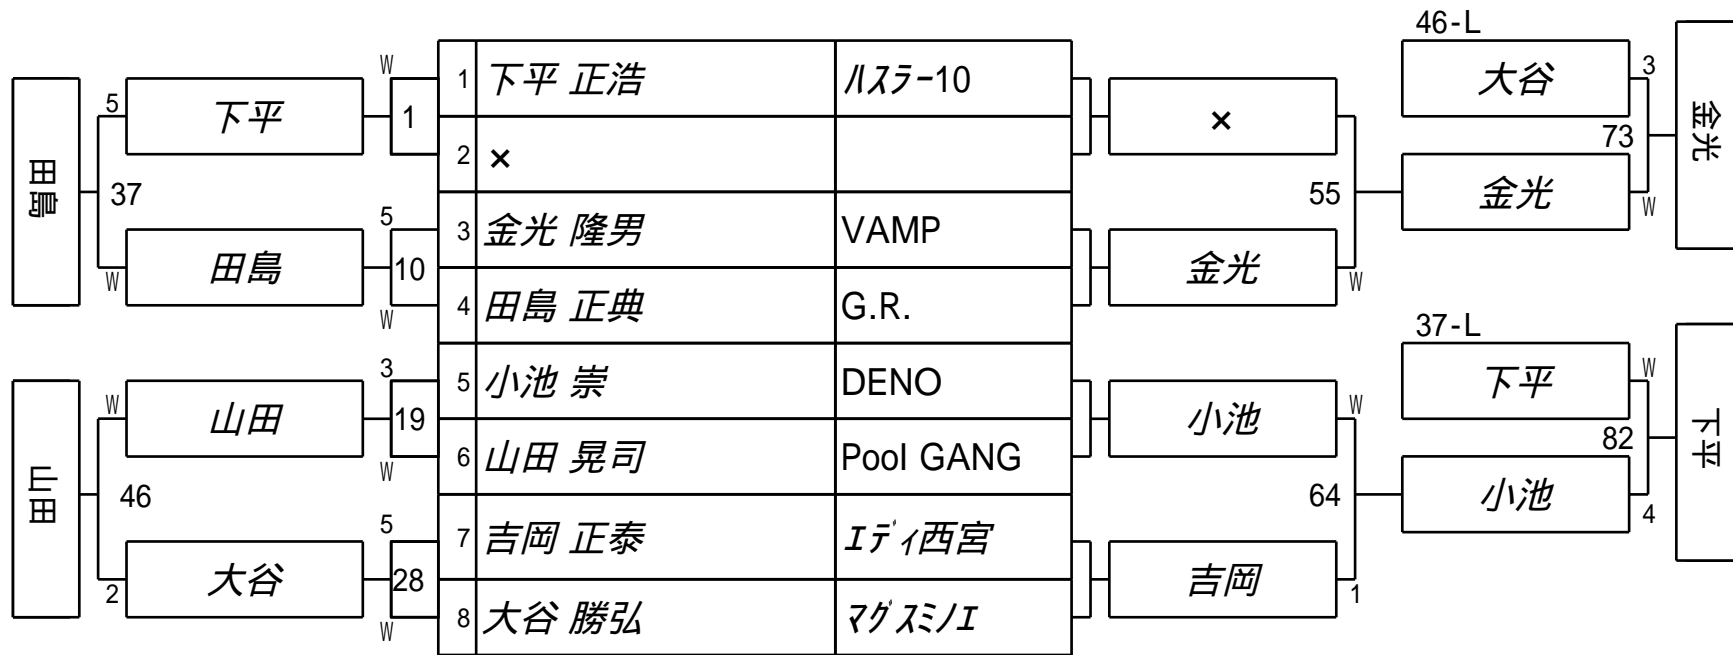 46-L
W
1 下平 正浩 ハスラー10
大谷 3
5 下平 1
×
金光
2 ×
73
田島
37
55
金光 W
5
3 金光 隆男 VAMP
W 田島 10
金光 W
4 田島 正典 G.R.
W
37-L
3
5 小池 崇 DENO
下平 W
W 山田 19
小池 W
下平
6 山田 晃司 Pool GANG
82
W
山田
46
64
小池 4
5
7 吉岡 正泰 エディ西宮
2 大谷 28
吉岡 1
8 大谷 勝弘 マグスミノエ
W